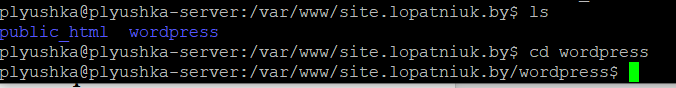 plyushka@plyushka-server:/var/www/site.lopatniuk.by$ ls
public_html  wordpress
plyushka@plyushka-server:/var/www/site.lopatniuk.by$ cd wordpress
plyushka@plyushka-server:/var/www/site.lopatniuk.by/wordpress$